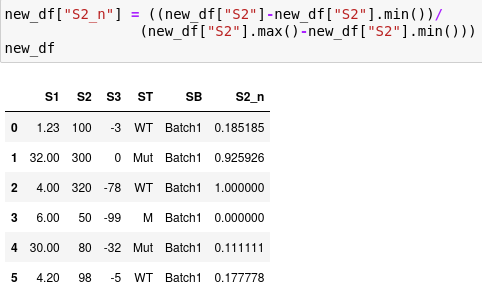 new_df["S2_n"] = ((new_df["S2"]-new_df["S2"].min())/
(new_df["S2"].max()-new_df["S2"].min()))
new_df
S1 S2 S3 ST SB S2_n
0 1.23 100 -3 WT Batch1 0.185185
1 32.00 300 0 Mut Batch1 0.925926
2 4.00 320 -78 WT Batch1 1.000000
3 6.00 50 -99 M Batch1 0.000000
4 30.00 80 -32 Mut Batch1 0.111111
5 4.20 98 -5 WT Batch1 0.177778